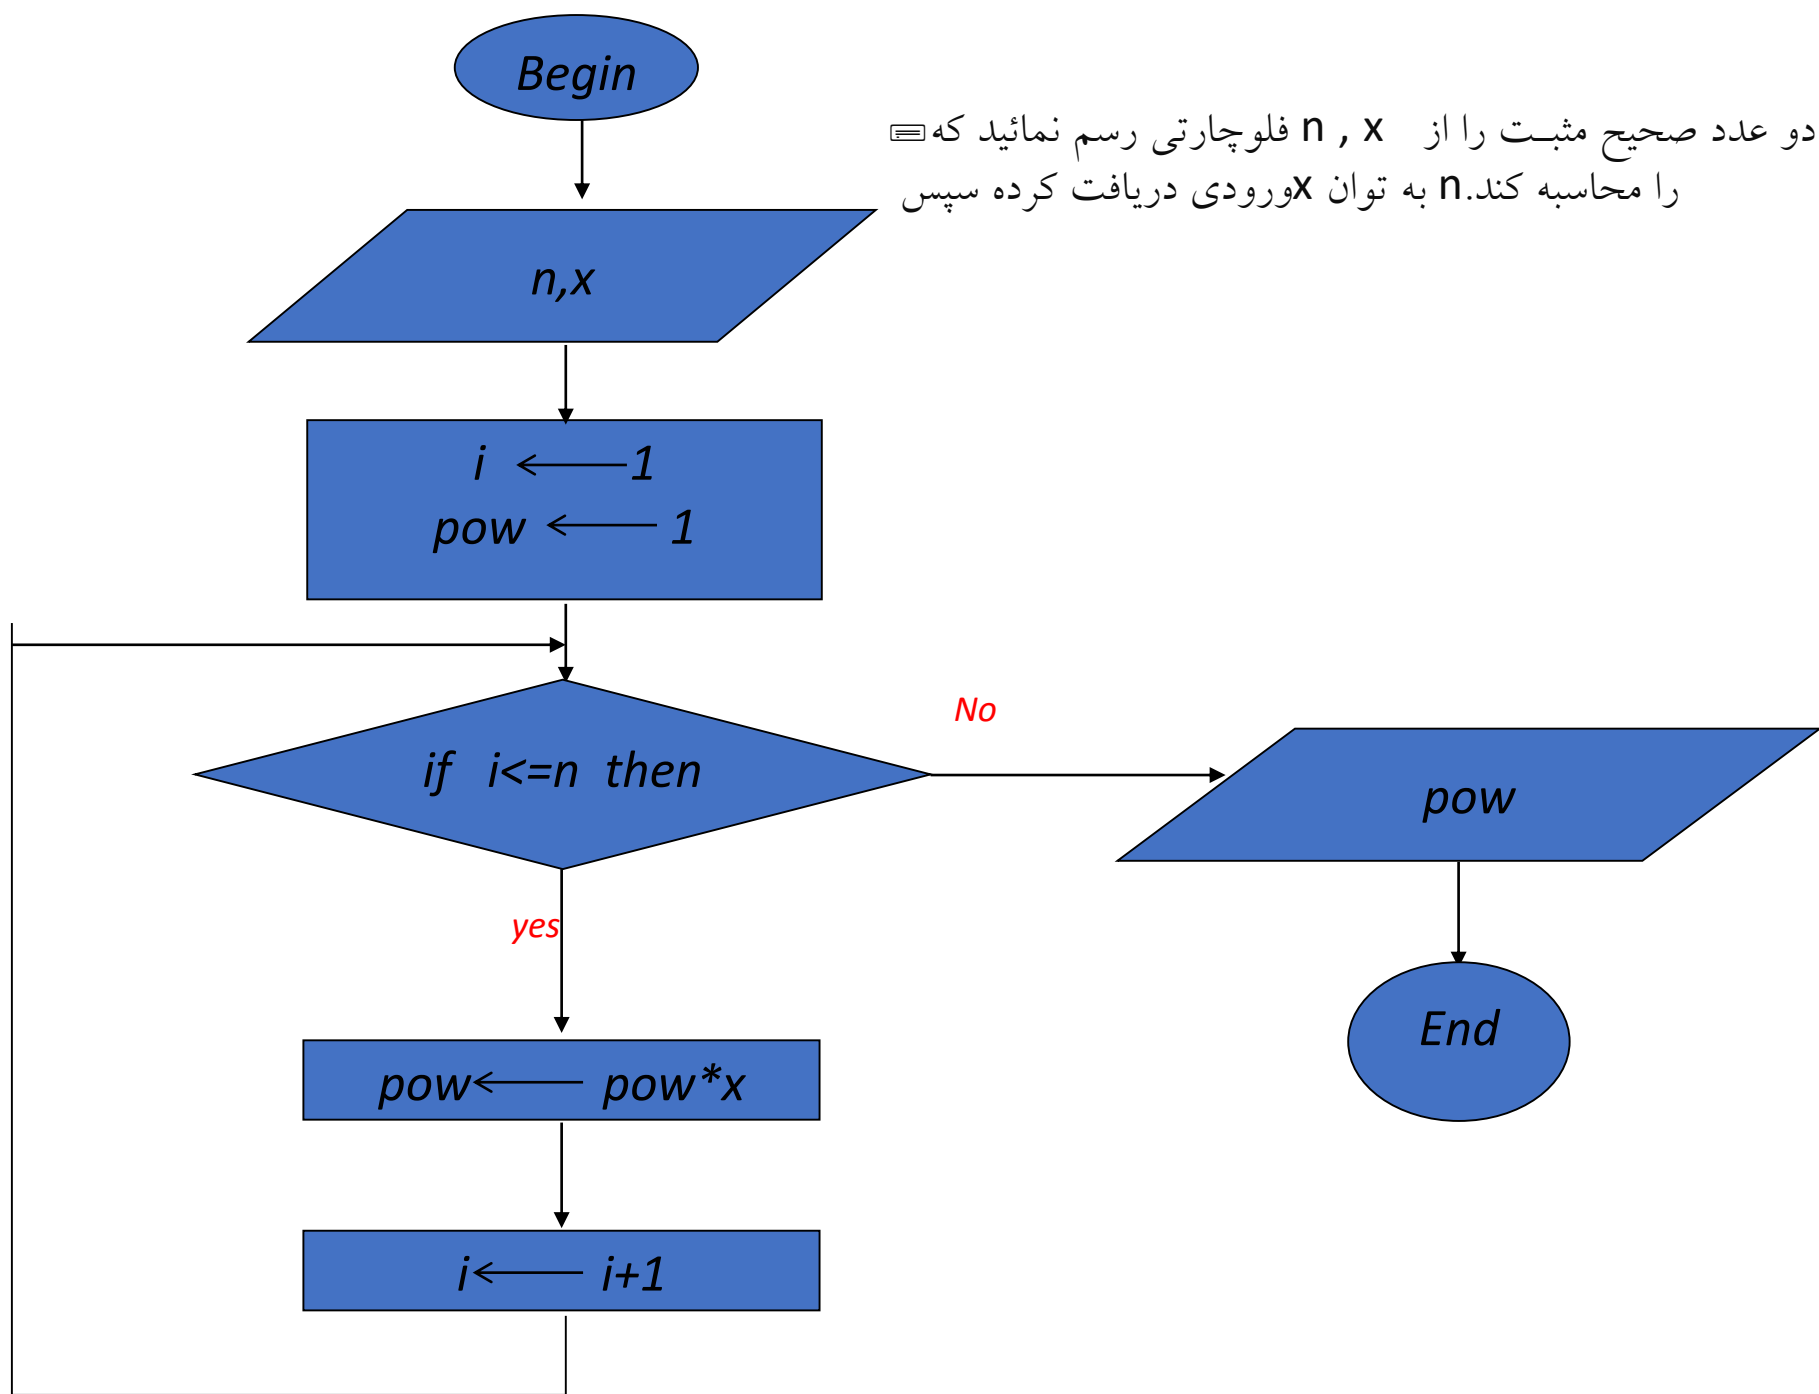 Begin
دو عدد صحیح مثبــت را از n , x فلوچارتی رسم نمائید که
را محاسبه کند.n به توان xورودی دریافت کرده سپس
n,x
i ← 1
pow ← 1
No
if i<=n then
pow
yes
End
pow ← pow*x
i ← i+1